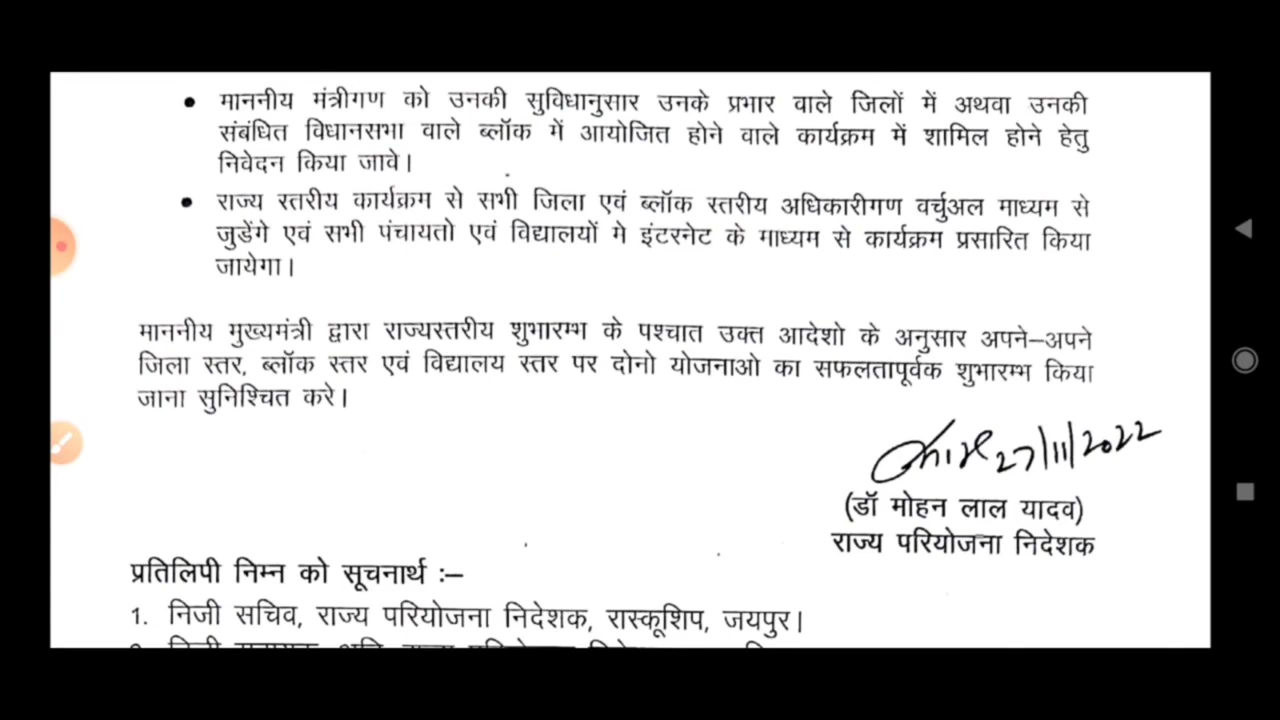 • माननीय मंत्रीगण को उनकी सुविधानुसार उनके प्रभार वाले जिलों में अथवा उनकी
संबंधित विधानसभा वाले ब्लॉक में आयोजित होने वाले कार्यक्रम में शामिल होने हेतु
निवेदन किया जावे।
• राज्य स्तरीय कार्यक्रम से सभी जिला एवं ब्लॉक स्तरीय अधिकारीगण वर्चुअल माध्यम से
जुडेंगे एवं सभी पंचायतो एवं विद्यालयों मे इंटरनेट के माध्यम से कार्यक्रम प्रसारित किया
जायेगा।
माननीय मुख्यमंत्री द्वारा राज्यस्तरीय शुभारम्भ के पश्चात उक्त आदेशो के अनुसार अपने–अपने
जिला स्तर, ब्लॉक स्तर एवं विद्यालय स्तर पर दोनो योजनाओ का सफलतापूर्वक शुभारम्भ किया
जाना सुनिश्चित करे।
27/11/2022
(डॉ मोहन लाल यादव)
राज्य परियोजना निदेशक
प्रतिलिपी निम्न को सूचनार्थ :–
1. निजी सचिव, राज्य परियोजना निदेशक, रास्कूशिप, जयपुर।